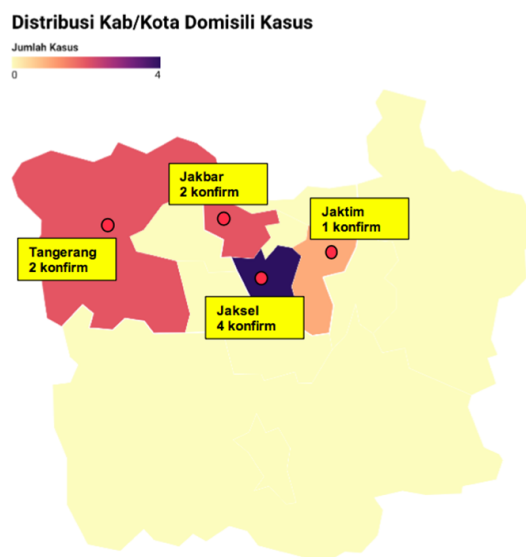 Distribusi Kab/Kota Domisili Kasus
Jumlah Kasus
0 4
Jakbar
2 konfirm
Jaktim
1 konfirm
Tangerang
2 konfirm
Jaksel
4 konfirm